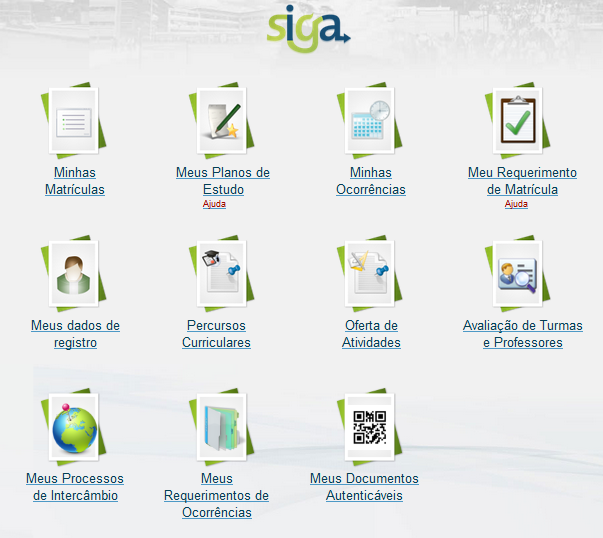 siga
Minhas
Matrículas
Meus Planos de
Estudo
Ajuda
Minhas
Ocorrências
Meu Requerimento
de Matrícula
Ajuda
Meus dados de
registro
Percursos
Curriculares
Oferta de
Atividades
Avaliação de Turmas
e Professores
Meus Processos
de Intercâmbio
Meus
Requerimentos de
Ocorrências
Meus Documentos
Autenticáveis